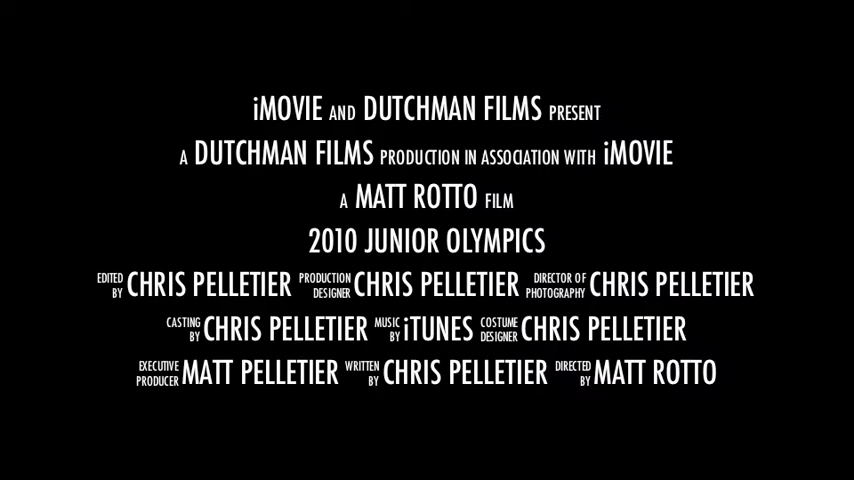 iMOVIE AND DUTCHMAN FILMS PRESENT
A DUTCHMAN FILMS PRODUCTION IN ASSOCIATION WITH iMOVIE
A MATT ROTTO FILM
2010 JUNIOR OLYMPICS
EDITED BY CHRIS PELLETIER PRODUCTION DESIGNER CHRIS PELLETIER DIRECTOR OF PHOTOGRAPHY CHRIS PELLETIER
CASTING BY CHRIS PELLETIER MUSIC BY iTUNES COSTUME DESIGNER CHRIS PELLETIER
EXECUTIVE PRODUCER MATT PELLETIER WRITTEN BY CHRIS PELLETIER DIRECTED BY MATT ROTTO